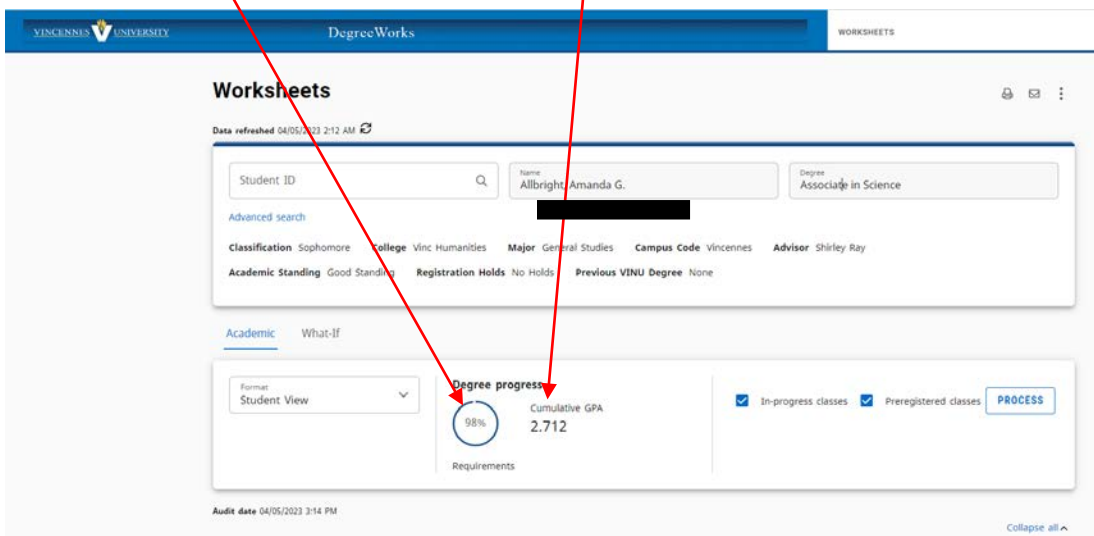 VINCENNES UNIVERSITY DegreeWorks WORKSHEETS
Worksheets
Data refreshed 04/05/2023 2:12 AM
Student ID
Name
Allbright, Amanda G.
Degree
Associate in Science
Advanced search
Classification Sophomore College Vinc Humanities Major General Studies Campus Code Vincennes Advisor Shirley Ray
Academic Standing Good Standing Registration Holds No Holds Previous VINU Degree None
Academic What-If
Format
Student View
Degree progress
98%
Requirements
Cumulative GPA
2.712
In-progress classes Preregistered classes PROCESS
Audit date 04/05/2023 3:14 PM
Collapse all